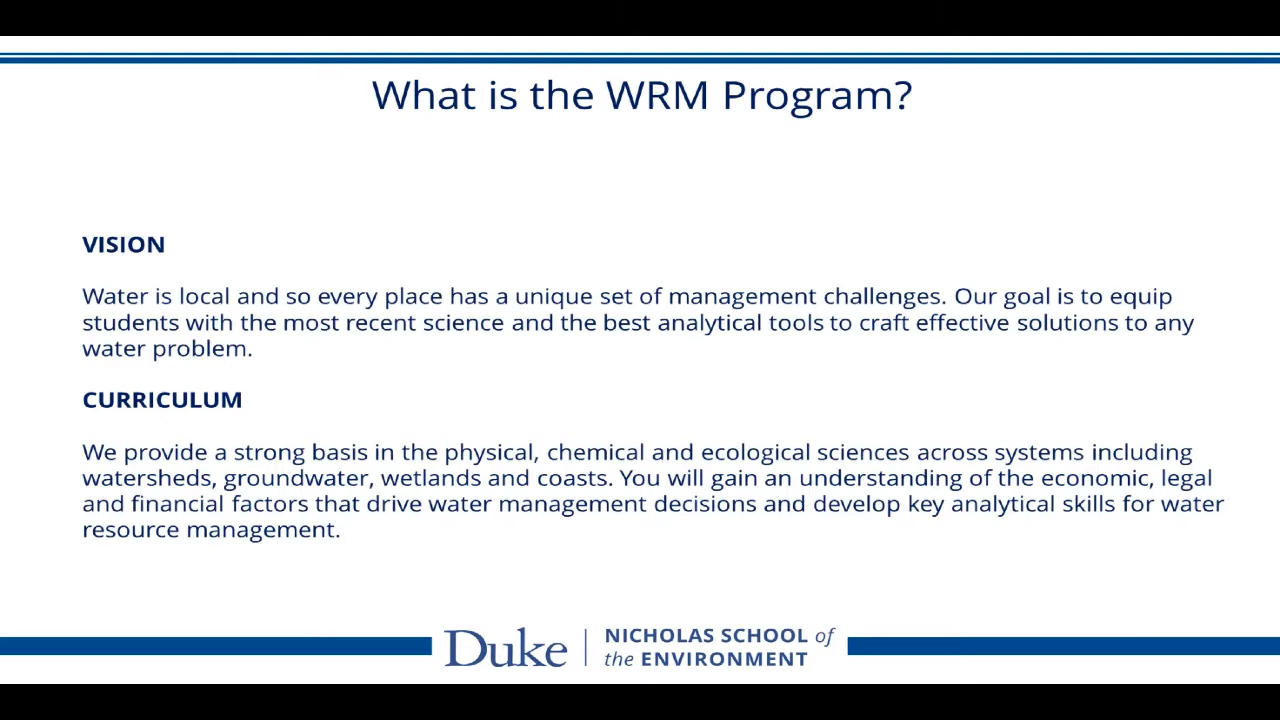 What is the WRM Program?
VISION
Water is local and so every place has a unique set of management challenges. Our goal is to equip
students with the most recent science and the best analytical tools to craft effective solutions to any
water problem.
CURRICULUM
We provide a strong basis in the physical, chemical and ecological sciences across systems including
watersheds, groundwater, wetlands and coasts. You will gain an understanding of the economic, legal
and financial factors that drive water management decisions and develop key analytical skills for water
resource management.
Duke
NICHOLAS SCHOOL of
the ENVIRONMENT